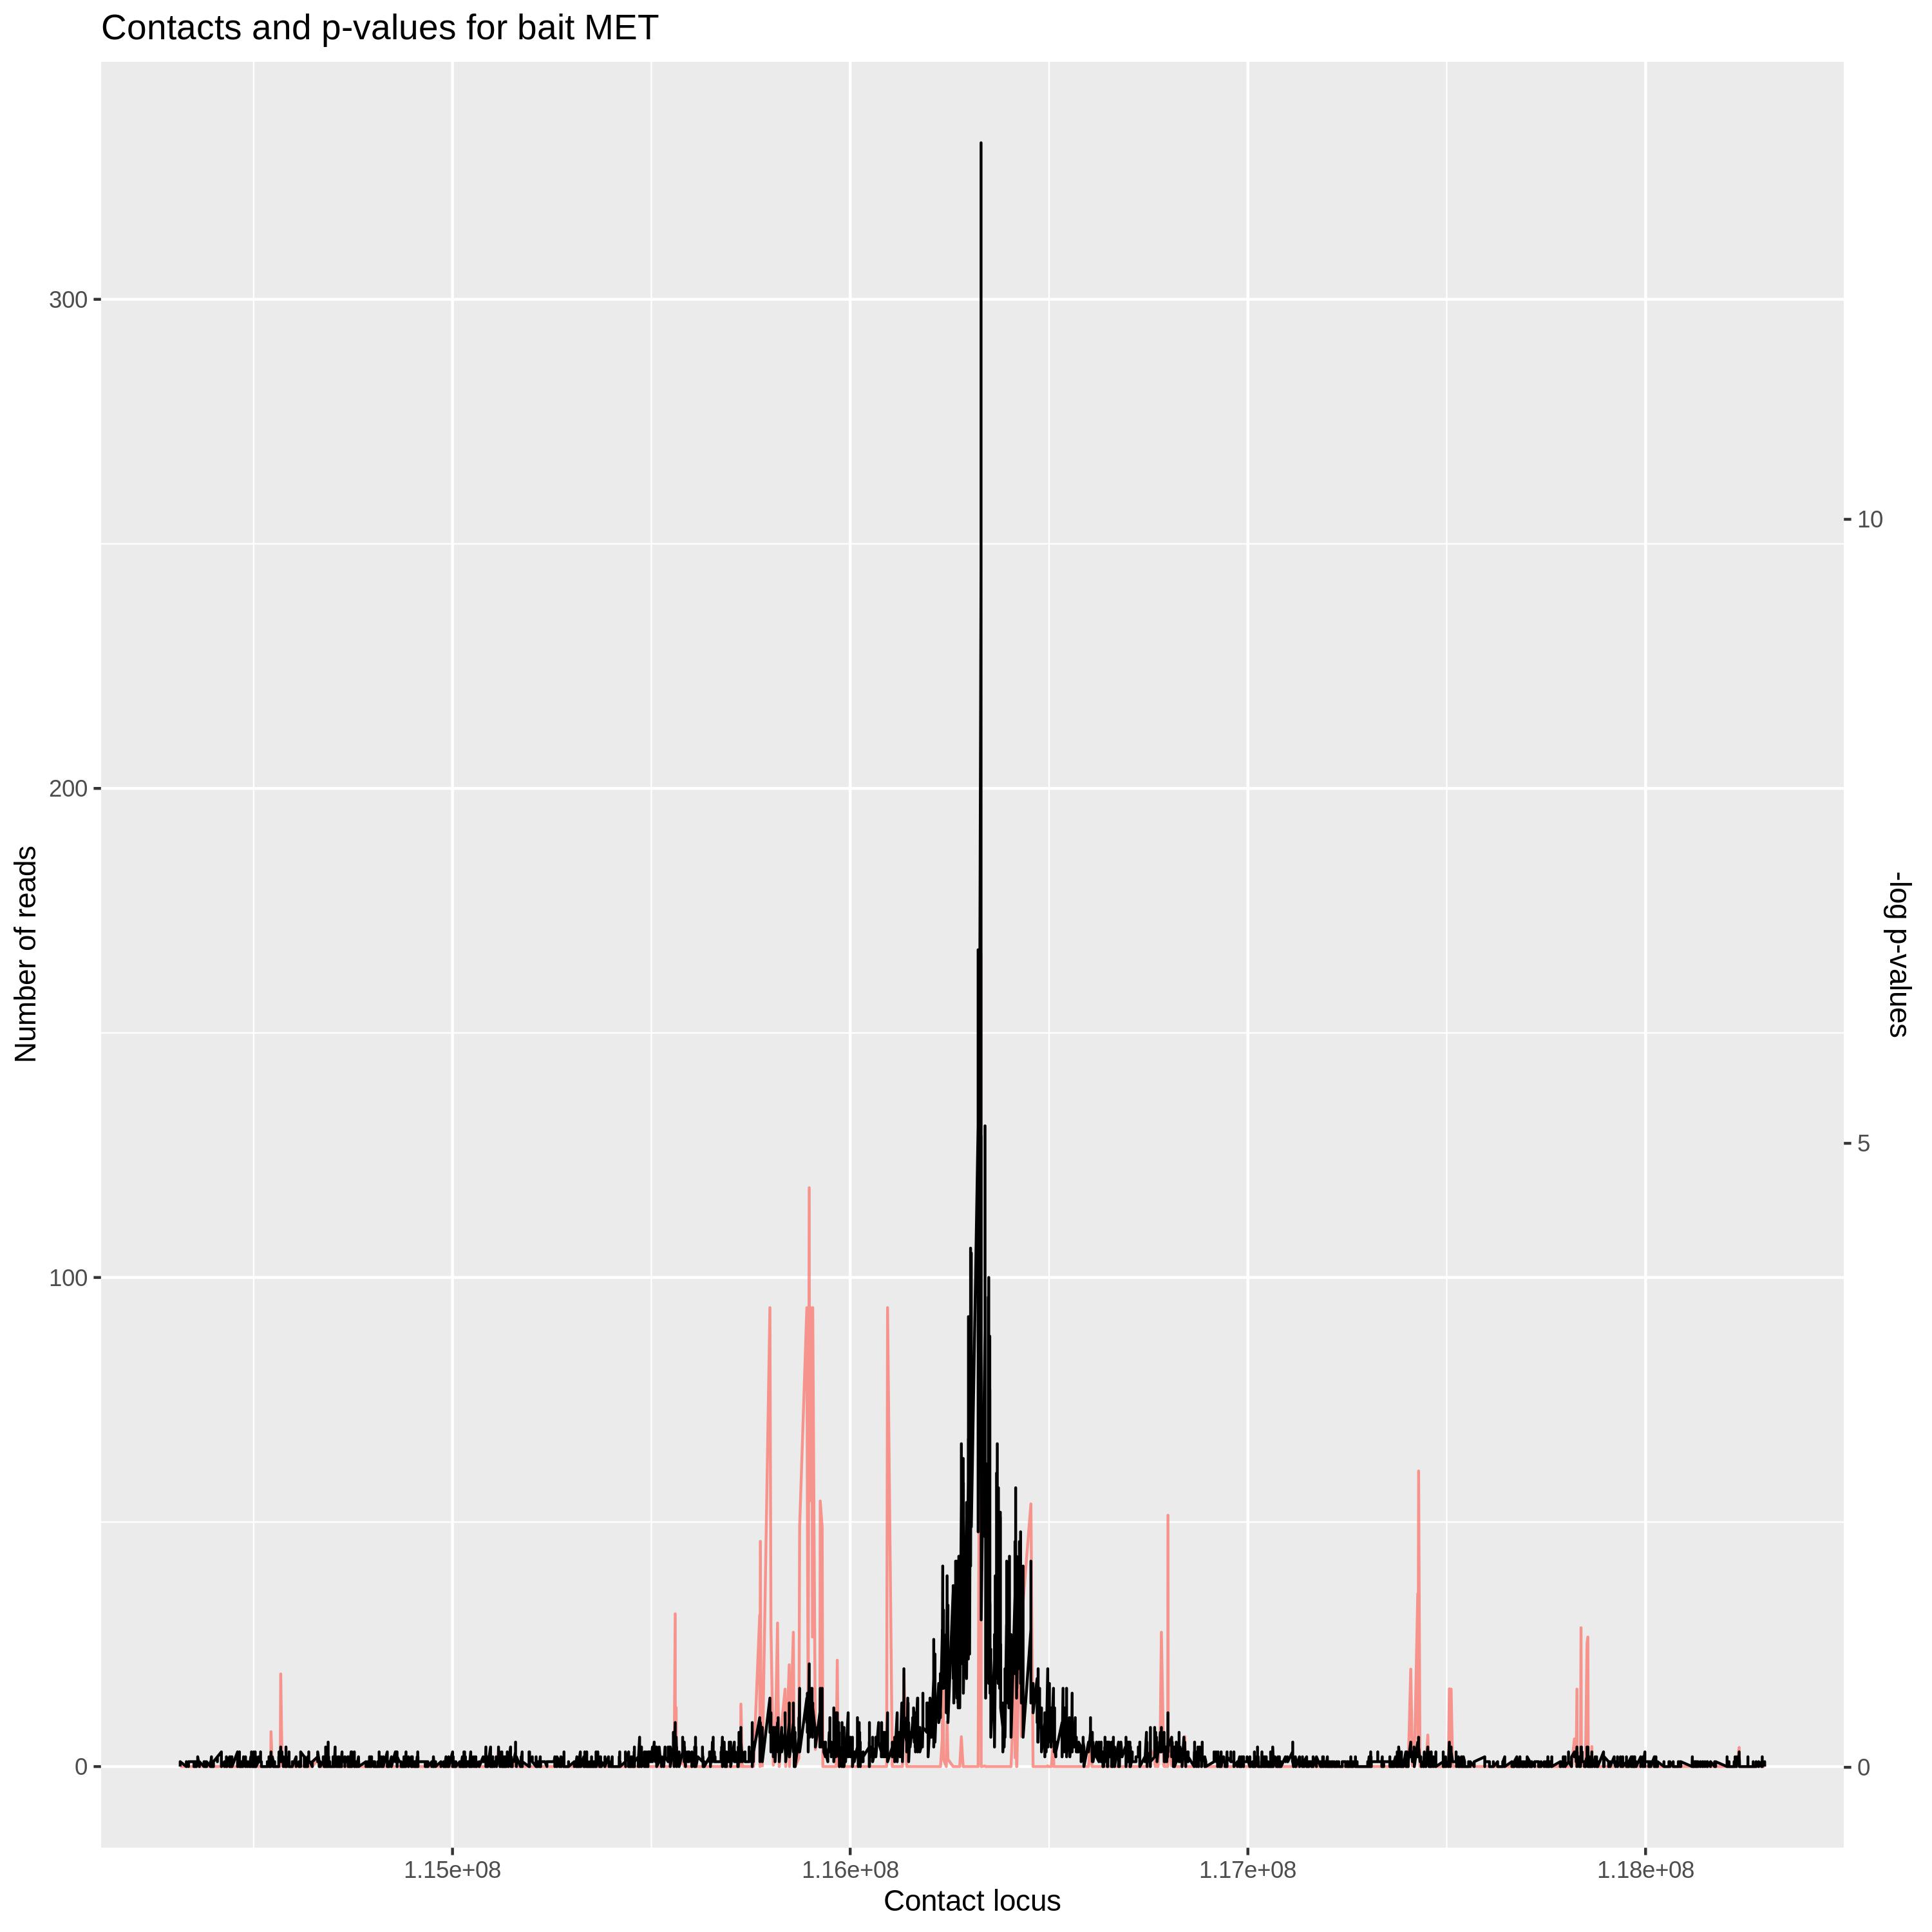 Contacts and p-values for bait MET
300
200
100
0
10
5
0
Number of reads
-log p-values
1.15e+08
1.16e+08
1.17e+08
1.18e+08
Contact locus